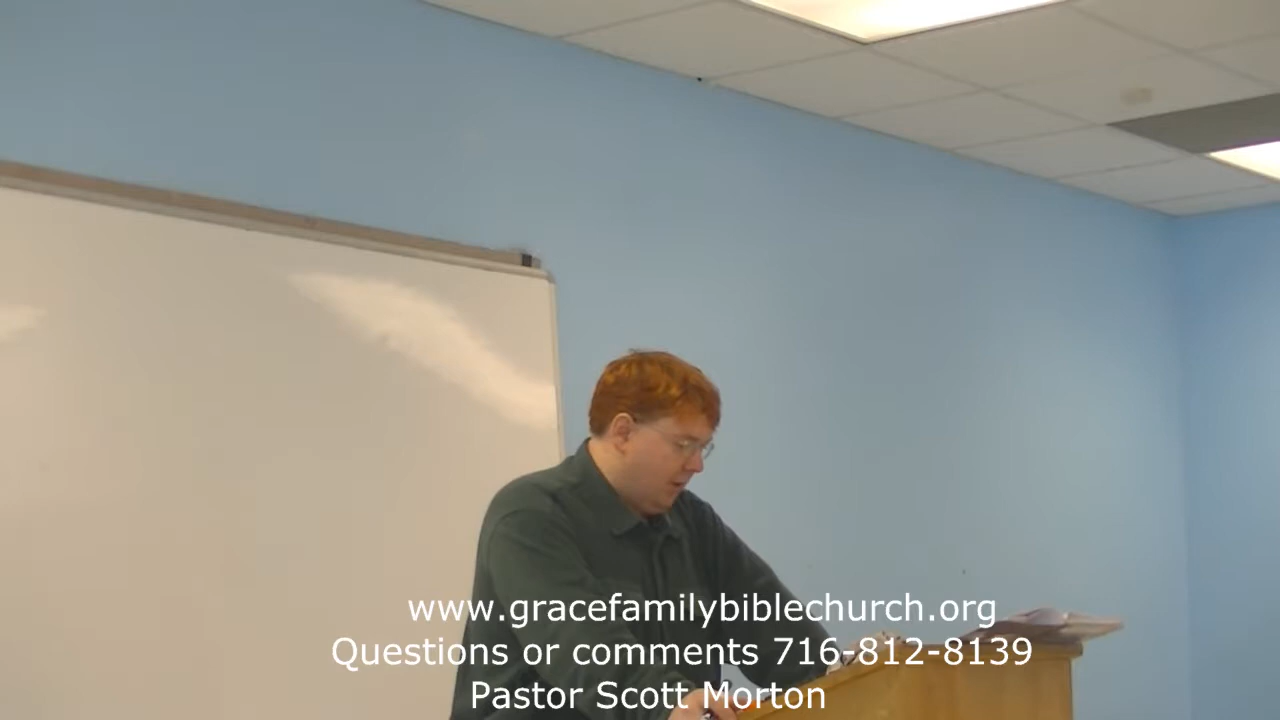 www.gracefamilybiblechurch.org
Questions or comments 716-812-8139
Pastor Scott Morton